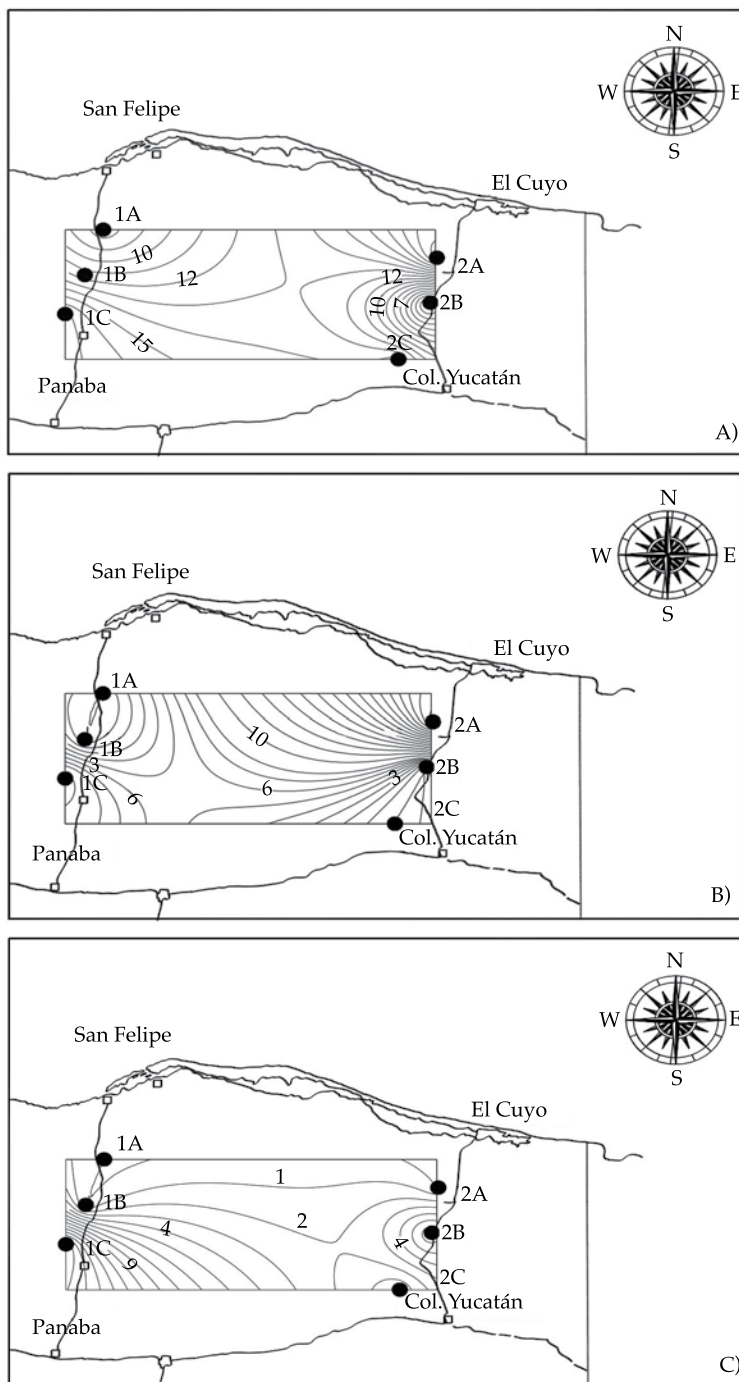 N
W E
S
San Felipe
El Cuyo
1A
10
12
1B
12
2A
10
7
2B
1C
15
2C
Panaba
Col. Yucatán
A)
N
W E
S
San Felipe
El Cuyo
1A
2A
10
1B
3
2B
3
1C
6
6
2C
Col. Yucatán
Panaba
B)
N
W E
S
San Felipe
El Cuyo
1A
1
2A
1B
2
4
2B
4
1C
9
2C
Col. Yucatán
Panaba
C)